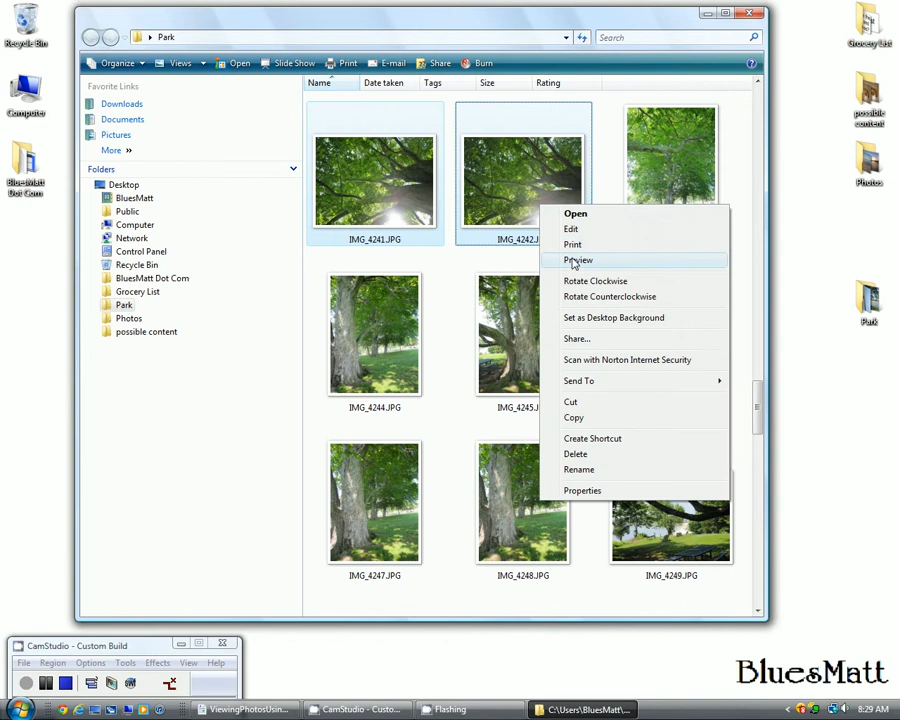 Recycle Bin
Computer
BluesMatt
Dot Com
Grocery List
possible
content
Photos
Park
Park
Search
Organize
Views
Open
Slide Show
Print
E-mail
Share
Burn
Favorite Links
Downloads
Documents
Pictures
More »
Folders
Desktop
BluesMatt
Public
Computer
Network
Control Panel
Recycle Bin
BluesMatt Dot Com
Grocery List
Park
Photos
possible content
Name
Date taken
Tags
Size
Rating
IMG_4241.JPG
IMG_4242.
IMG_4244.JPG
IMG_4245.J
IMG_4247.JPG
IMG_4248.JPG
IMG_4249.JPG
Open
Edit
Print
Preview
Rotate Clockwise
Rotate Counterclockwise
Set as Desktop Background
Share...
Scan with Norton Internet Security
Send To
Cut
Copy
Create Shortcut
Delete
Rename
Properties
CamStudio - Custom Build
File Region Options Tools Effects View Help
BluesMatt
ViewingPhotosUsin...
CamStudio - Custo...
Flashing
C:\Users\BluesMatt\...
8:29 AM